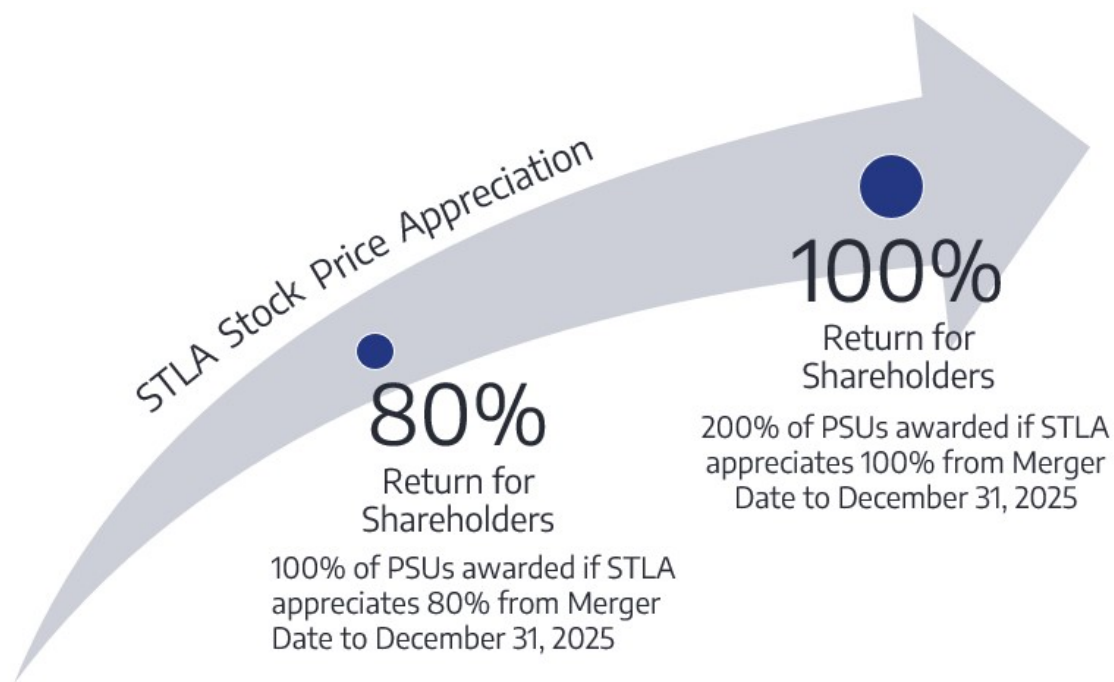 STLA Stock Price Appreciation
80%
Return for
Shareholders
100% of PSUs awarded if STLA
appreciates 80% from Merger
Date to December 31, 2025
100%
Return for
Shareholders
200% of PSUs awarded if STLA
appreciates 100% from Merger
Date to December 31, 2025